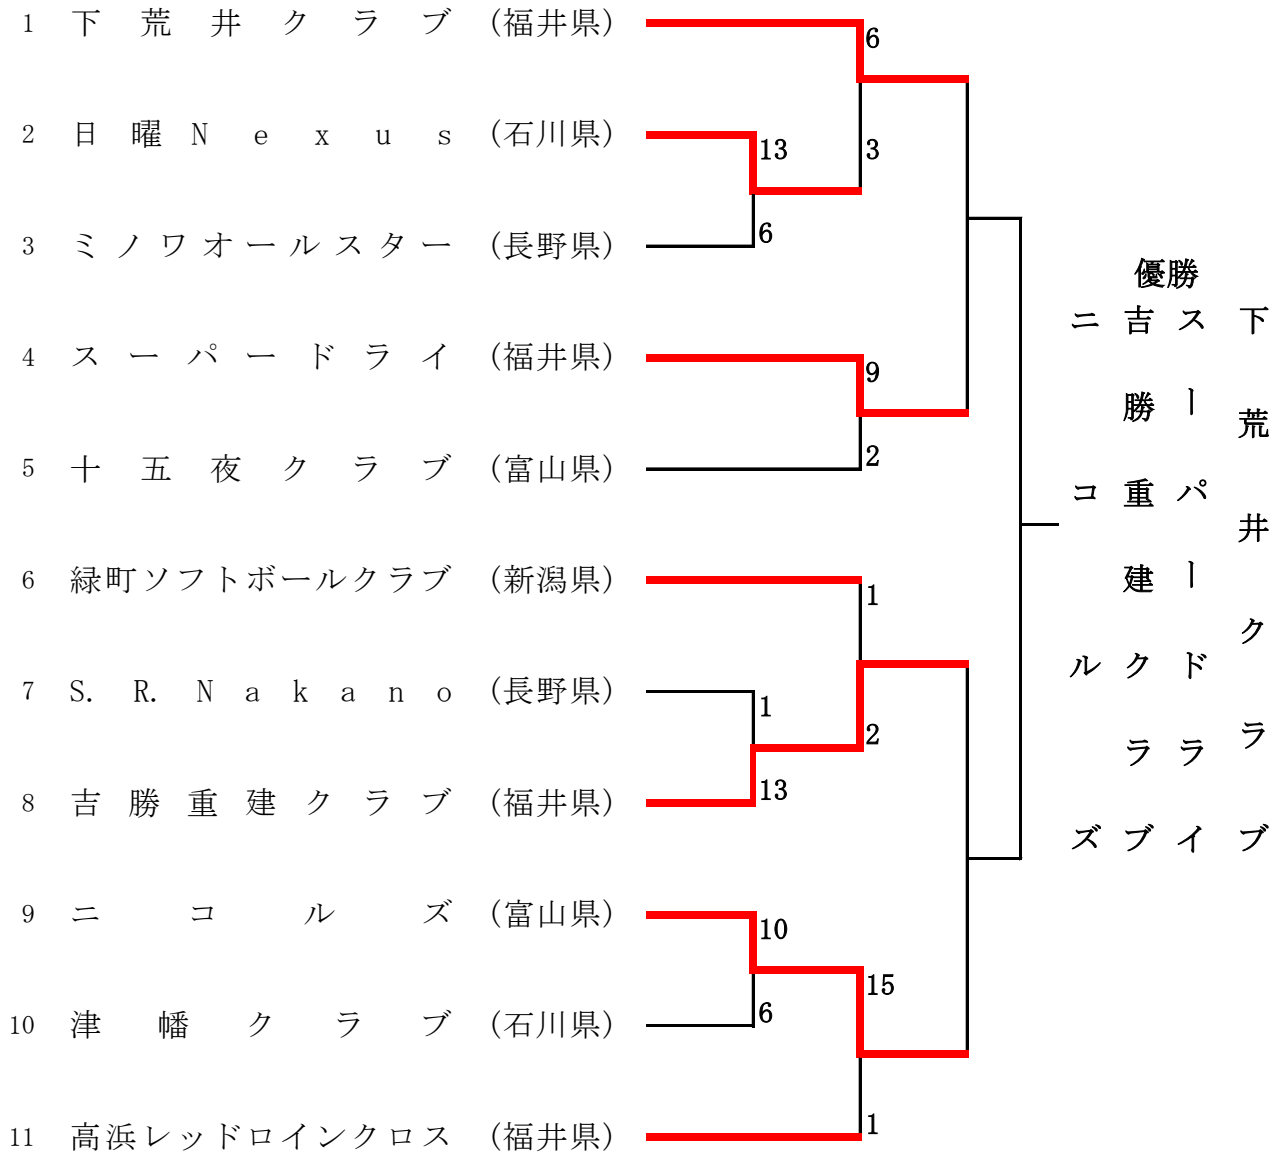 1 下荒井クラブ (福井県)
6
2 日曜Nexus (石川県)
13
3
3 ミノワオールスター (長野県)
6
4 スーパードライ (福井県)
9
5 十五夜クラブ (富山県)
2
6 緑町ソフトボールクラブ (新潟県)
1
7 S.R.Nakano (長野県)
1
2
8 吉勝重建クラブ (福井県)
13
9 ニコルズ (富山県)
10
15
10 津幡クラブ (石川県)
6
11 高浜レッドロインクロス (福井県)
1
優勝
下荒井クラブ
スーパードライ
吉勝重建クラブ
ニコルズ